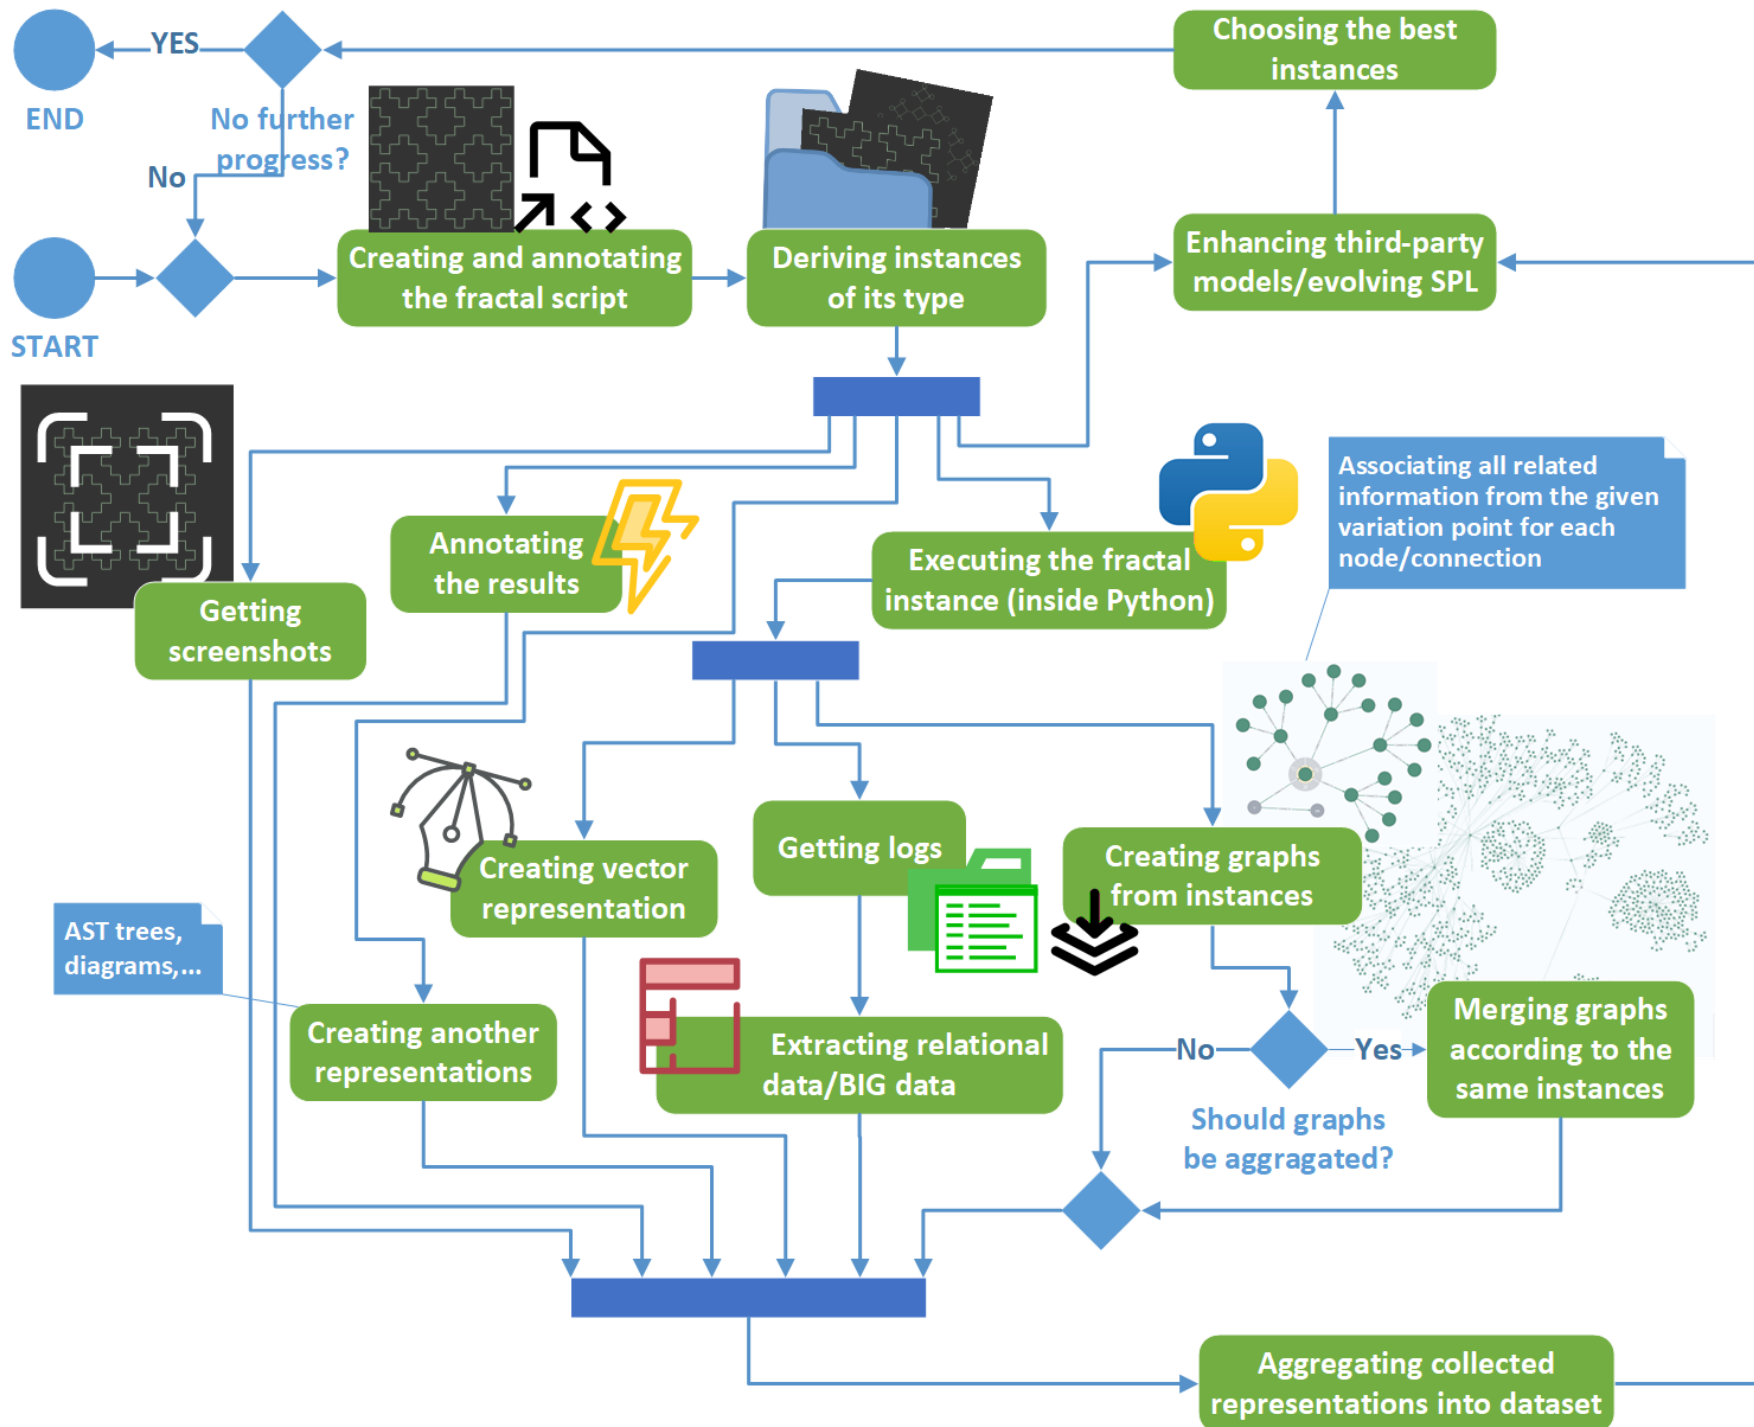 Choosing the best
instances
YES
END
No further
progress?
No
Creating and annotating
the fractal script
Deriving instances
of its type
Enhancing third-party
models/evolving SPL
START
Associating all related
information from the given
variation point for each
node/connection
Annotating
the results
Executing the fractal
instance (inside Python)
Getting
screenshots
Creating vector
representation
Getting logs
Creating graphs
from instances
AST trees,
diagrams,...
Creating another
representations
Extracting relational
data/BIG data
No
Yes
Merging graphs
according to the
same instances
Should graphs
be aggragated?
Aggregating collected
representations into dataset